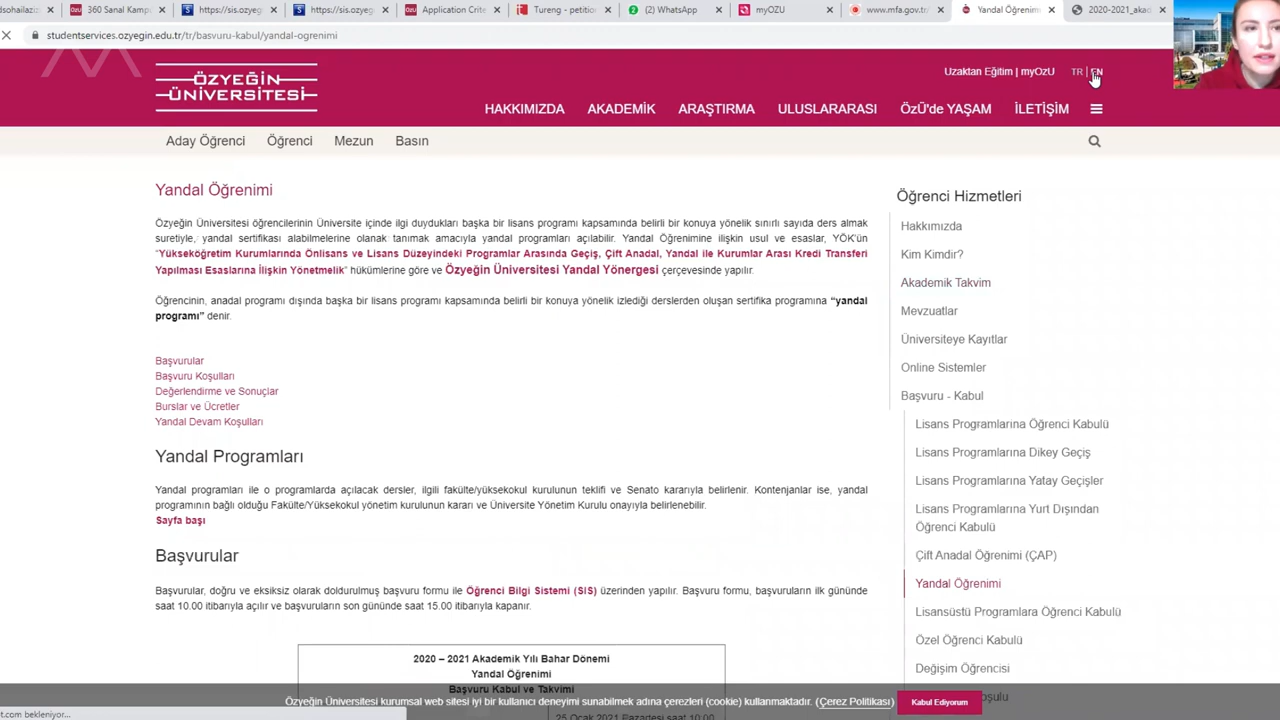 dsohailazis
360 Sanal Kampü
https://sis.ozyeg
https://sis.ozyeg
Application Crite
Tureng - petition
(2) WhatsApp
myOZU
www.mfa.gov.tr
Yandal Öğrenim
2020-2021_akad
studentservices.ozyegin.edu.tr/tr/basvuru-kabul/yandal-ogrenimi
ÖZYEĞİN
ÜNİVERSİTESİ
Uzaktan Eğitim | myOzU
TR | EN
HAKKIMIZDA AKADEMİK ARAŞTIRMA ULUSLARARASI ÖzÜ'de YAŞAM İLETİŞİM
Aday Öğrenci Öğrenci Mezun Basın
Yandal Öğrenimi
Özyeğin Üniversitesi öğrencilerinin Üniversite içinde ilgi duydukları başka bir lisans programı kapsamında belirli bir konuya yönelik sınırlı sayıda ders almak
suretiyle, yandal sertifikası alabilmelerine olanak tanımak amacıyla yandal programları açılabilir. Yandal Öğrenimine ilişkin usul ve esaslar, YÖK'ün
"Yükseköğretim Kurumlarında Önlisans ve Lisans Düzeyindeki Programlar Arasında Geçiş, Çift Anadal, Yandal ile Kurumlar Arası Kredi Transferi
Yapılması Esaslarına İlişkin Yönetmelik" hükümlerine göre ve Özyeğin Üniversitesi Yandal Yönergesi çerçevesinde yapılır.
Öğrencinin, anadal programı dışında başka bir lisans programı kapsamında belirli bir konuya yönelik izlediği derslerden oluşan sertifika programına "yandal
programı" denir.
Başvurular
Başvuru Koşulları
Değerlendirme ve Sonuçlar
Burslar ve Ücretler
Yandal Devam Koşulları
Yandal Programları
Yandal programları ile o programlarda açılacak dersler, ilgili fakülte/yüksekokul kurulunun teklifi ve Senato kararıyla belirlenir. Kontenjanlar ise, yandal
programının bağlı olduğu Fakülte/Yüksekokul yönetim kurulunun kararı ve Üniversite Yönetim Kurulu onayıyla belirlenebilir.
Sayfa başı
Başvurular
Başvurular, doğru ve eksiksiz olarak doldurulmuş başvuru formu ile Öğrenci Bilgi Sistemi (SIS) üzerinden yapılır. Başvuru formu, başvuruların ilk gününde
saat 10.00 itibarıyla açılır ve başvuruların son gününde saat 15.00 itibarıyla kapanır.
2020 – 2021 Akademik Yılı Bahar Dönemi
Yandal Öğrenimi
Başvuru Kabul ve Takvimi
25 Ocak 2021 Pazartesi saat 10.00
Öğrenci Hizmetleri
Hakkımızda
Kim Kimdir?
Akademik Takvim
Mevzuatlar
Üniversiteye Kayıtlar
Online Sistemler
Başvuru - Kabul
Lisans Programlarına Öğrenci Kabulü
Lisans Programlarına Dikey Geçiş
Lisans Programlarına Yatay Geçişler
Lisans Programlarına Yurt Dışından
Öğrenci Kabulü
Çift Anadal Öğrenimi (ÇAP)
Yandal Öğrenimi
Lisansüstü Programlara Öğrenci Kabulü
Özel Öğrenci Kabulü
Değişim Öğrencisi
Özyeğin Üniversitesi kurumsal web sitesi iyi bir kullanıcı deneyimi sunabilmek adına çerezleri (cookie) kullanmaktadır. (Çerez Politikası)
Kabul Ediyorum
t.com bekleniyor...